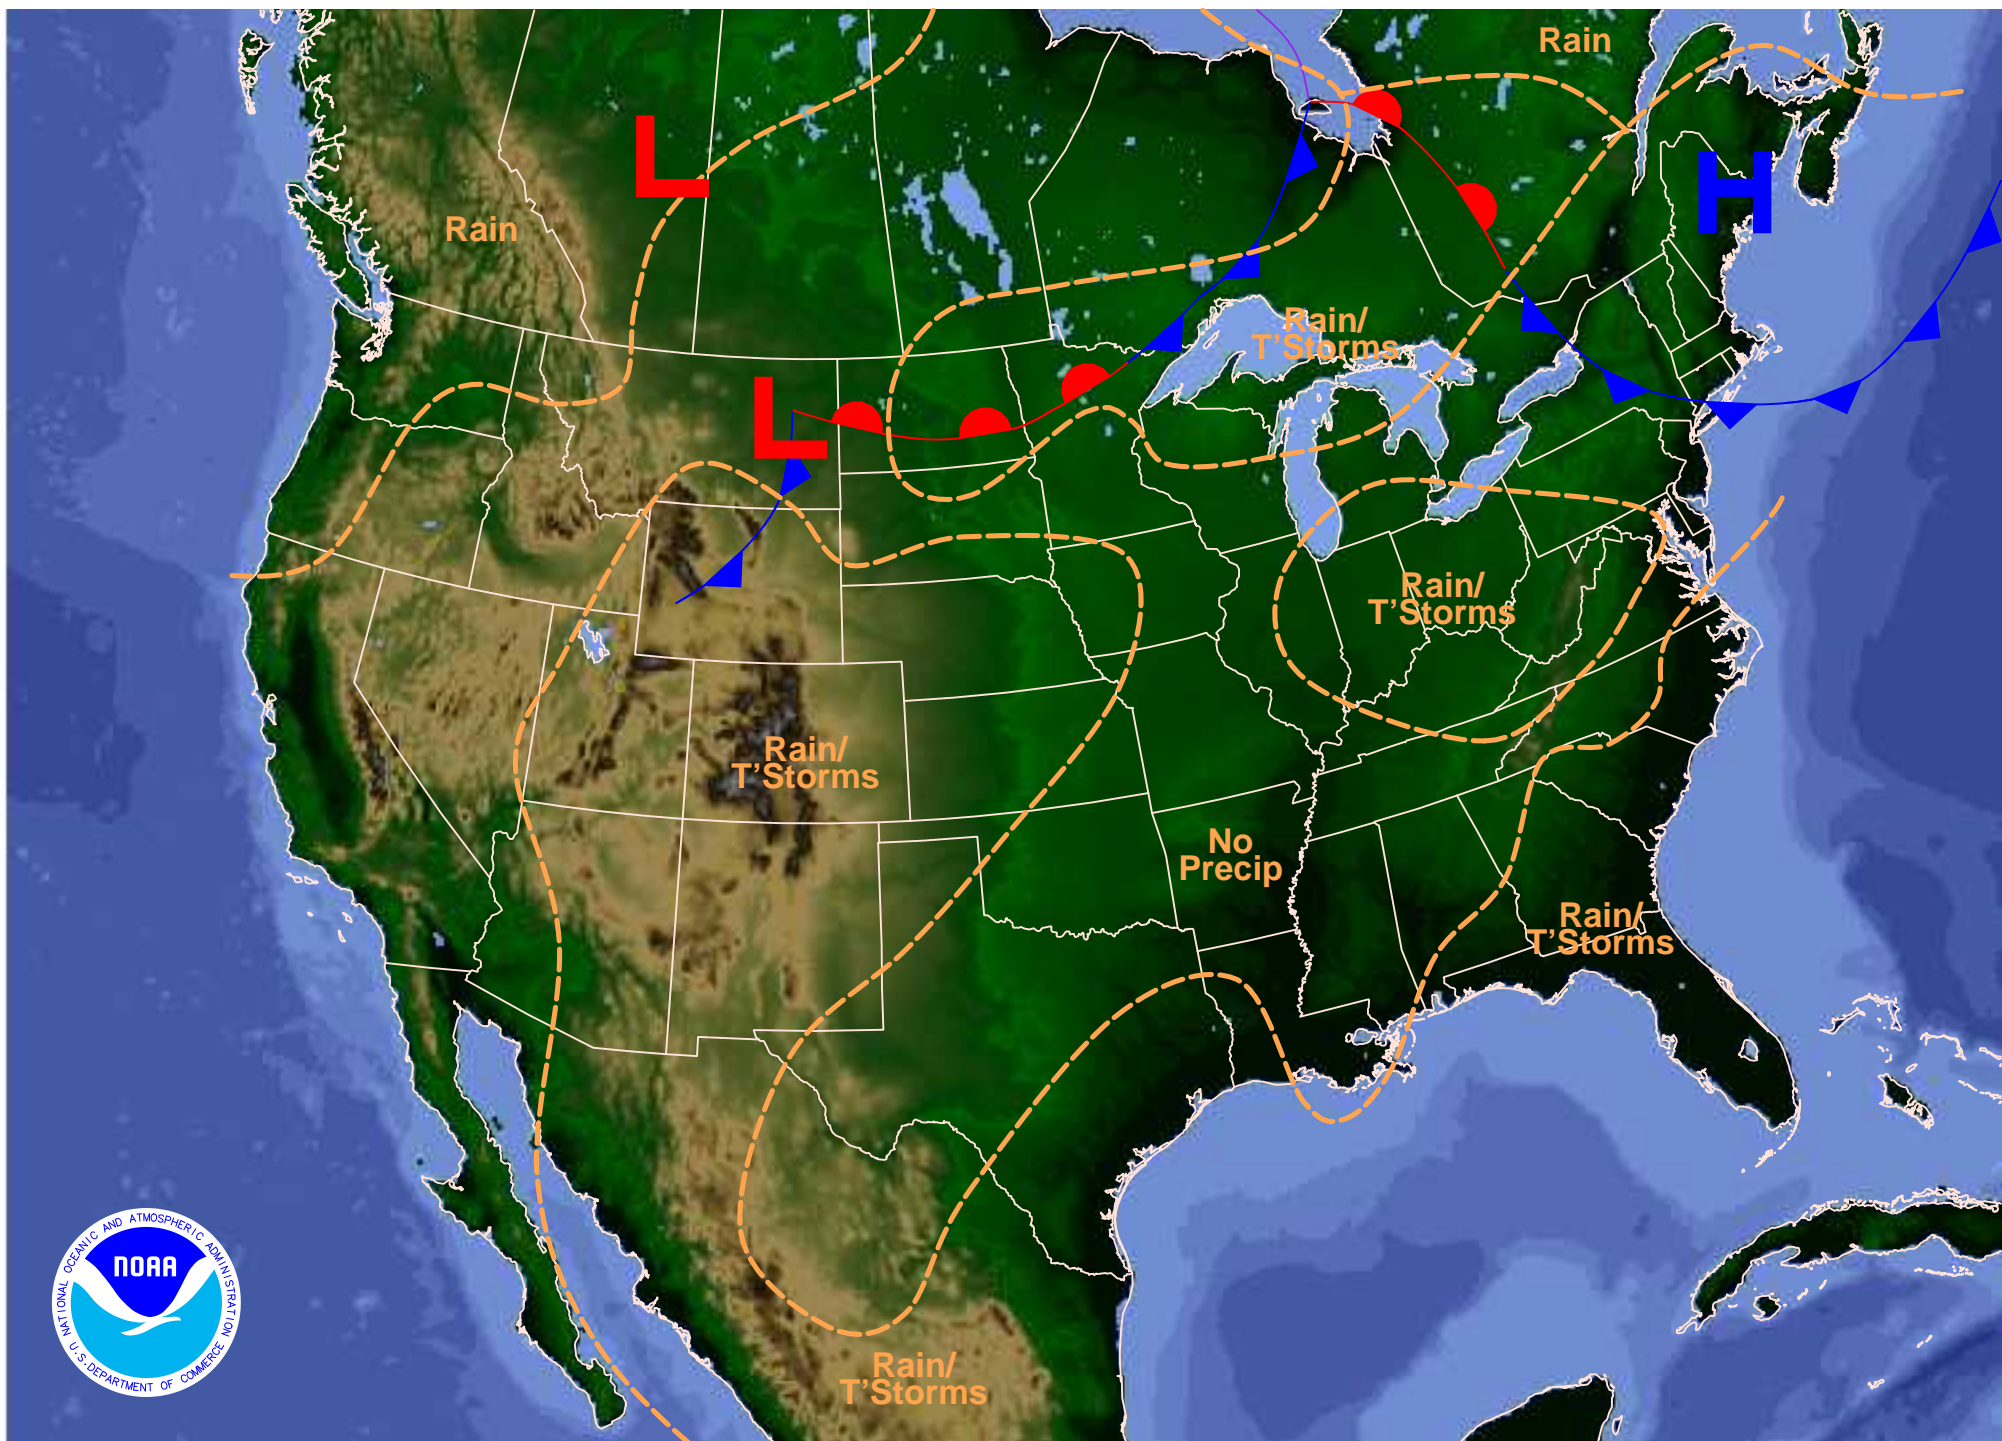 Rain
L
H
Rain
Rain/
T'Storms
L
Rain/
T'Storms
Rain/
T'Storms
No
Precip
Rain/
T'Storms
Rain/
T'Storms
NATIONAL OCEANIC AND ATMOSPHERIC ADMINISTRATION
NOAA
U.S. DEPARTMENT OF COMMERCE